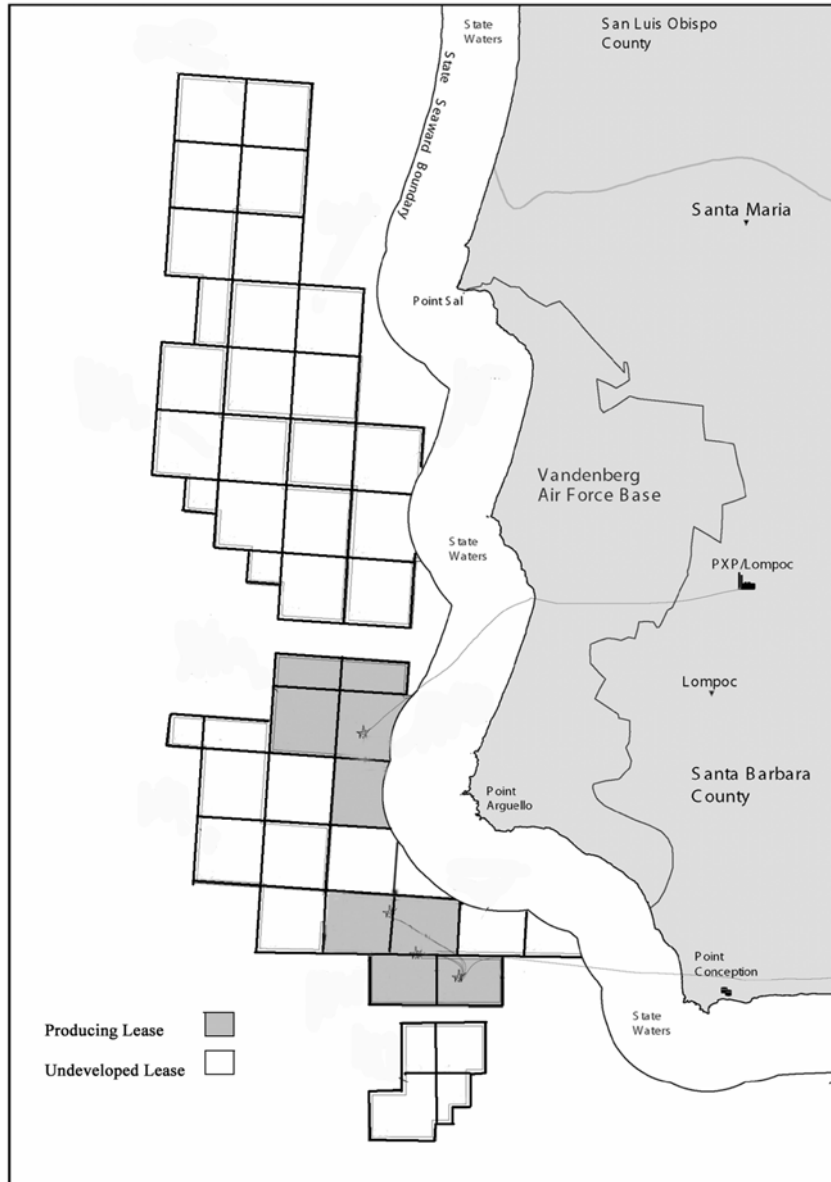 State
Waters
San Luis Obispo
County
State Seaward Boundary
Santa Maria
Point Sal
Vandenberg
Air Force Base
State
Waters
PXP/Lompoc
Lompoc
Santa Barbara
County
Point
Arguello
Point
Conception
State
Waters
Producing Lease
Undeveloped Lease